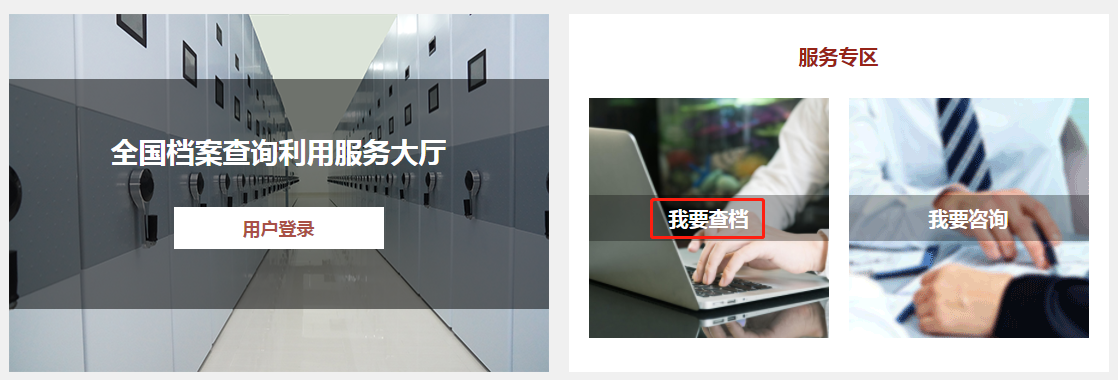 全国档案查询利用服务大厅
用户登录
服务专区
我要查档
我要咨询